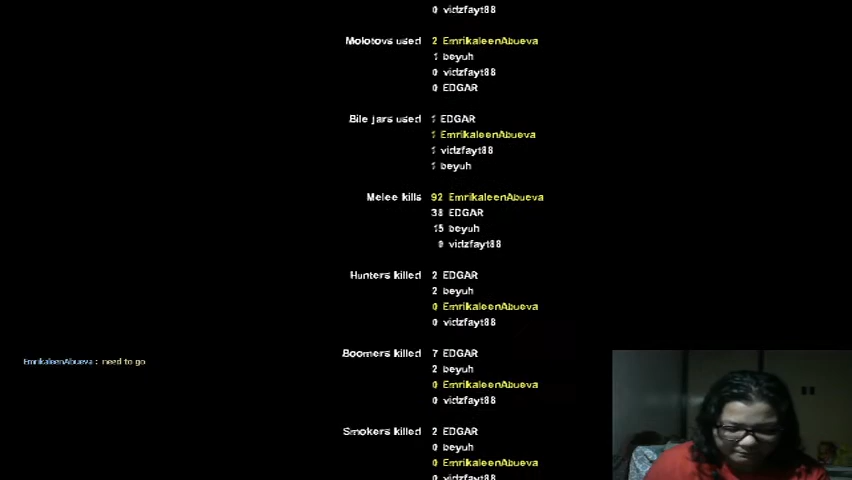 0 vidzfayt88
Molotovs used 2 EmrikaleenAbueva
1 beyuh
0 vidzfayt88
0 EDGAR
Bile jars used 1 EDGAR
1 EmrikaleenAbueva
1 vidzfayt88
1 beyuh
Melee kills 92 EmrikaleenAbueva
38 EDGAR
15 beyuh
9 vidzfayt88
Hunters killed 2 EDGAR
2 beyuh
0 EmrikaleenAbueva
0 vidzfayt88
EmrikaleenAbueva : need to go
Boomers killed 7 EDGAR
2 beyuh
0 EmrikaleenAbueva
0 vidzfayt88
Smokers killed 2 EDGAR
0 beyuh
0 EmrikaleenAbueva
0 vidzfayt88